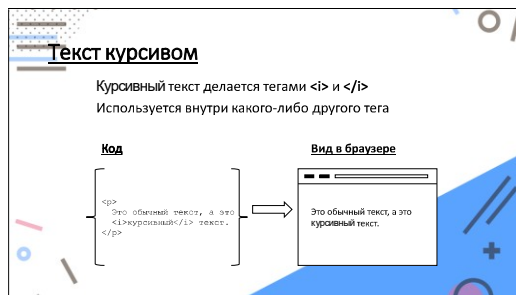 Текст курсивом
Курсивный текст делается тегами <i> и </i>
Используется внутри какого-либо другого тега
Код
Вид в браузере
<p>
Это обычный текст, а это
<i>курсивный</i> текст.
</p>
Это обычный текст, а это
курсивный текст.